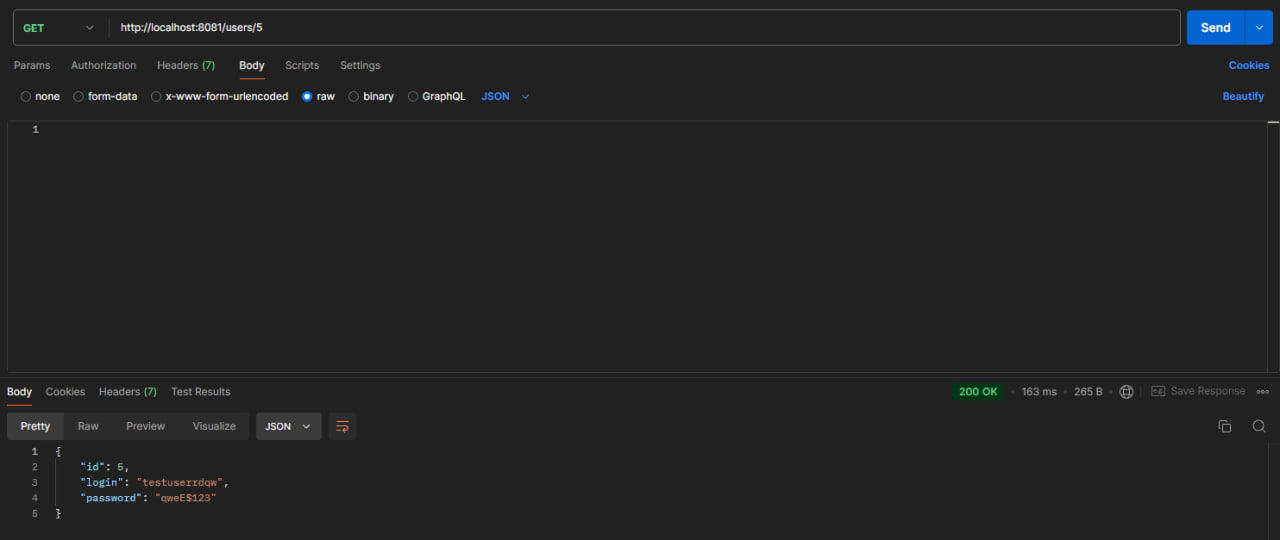 GET http://localhost:8081/users/5 Send
Params Authorization Headers (7) Body Scripts Settings Cookies
none form-data x-www-form-urlencoded raw binary GraphQL JSON Beautify
1
Body Cookies Headers (7) Test Results 200 OK 163 ms 265 B Save Response
Pretty Raw Preview Visualize JSON
1 {
2 "id": 5,
3 "login": "testuserrdqw",
4 "password": "qweE$123"
5 }